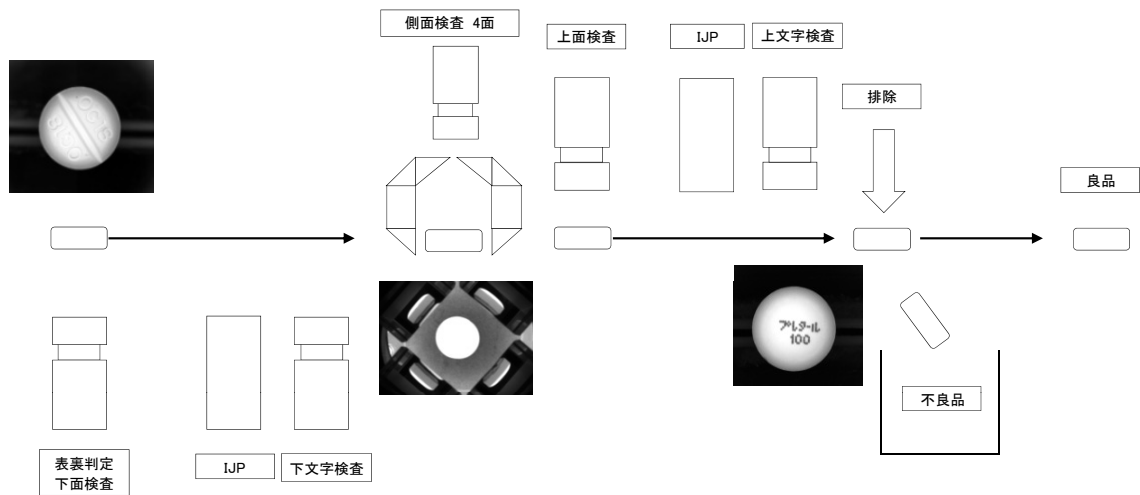 側面検査 4面
上面検査
IJP
上文字検査
排除
良品
プレタール
100
不良品
表裏判定
下面検査
IJP
下文字検査